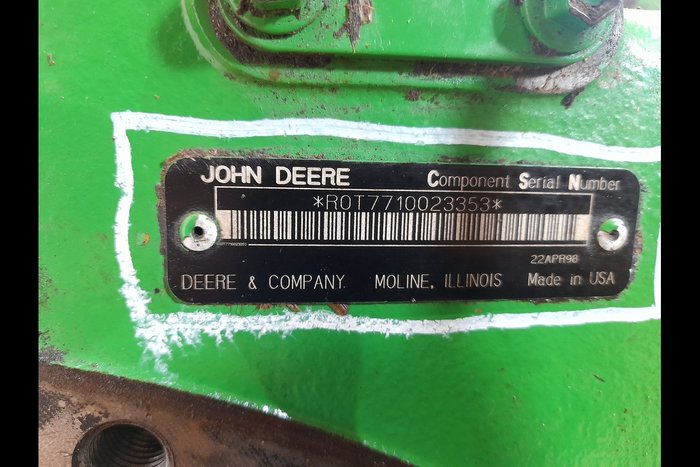 JOHN DEERE Component Serial Number
*R0T7710023353*
22APR98
DEERE & COMPANY MOLINE, ILLINOIS Made in USA